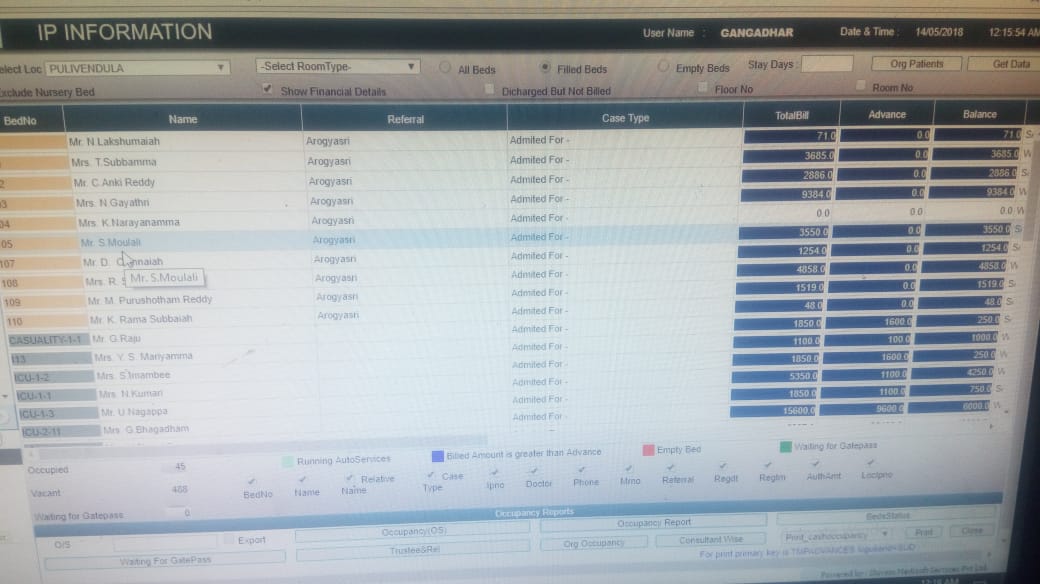 IP INFORMATION User Name : GANGADHAR Date & Time : 14/05/2018 12:15:54 AM
elect Loc PULIVENDULA -Select RoomType- All Beds Filled Beds Empty Beds Stay Days : Org Patients Get Data
Exclude Nursery Bed Show Financial Details Dicharged But Not Billed Floor No Room No
BedNo Name Referral Case Type TotalBill Advance Balance
Mr. N.Lakshumaiah Arogyasri Admited For - 71.0 0.0 71.0
Mrs. T.Subbamma Arogyasri Admited For - 3685.0 0.0 3685.0
2 Mr. C.Anki Reddy Arogyasri Admited For - 2886.0 0.0 2886.0
03 Mrs. N.Gayathri Arogyasri Admited For - 9384.0 0.0 9384.0
04 Mrs. K.Narayanamma Arogyasri Admited For - 0.0 0.0 0.0
05 Mr. S.Moulali Arogyasri Admited For - 3550.0 0.0 3550.0
107 Mr. D. Arogyasri Admited For - 1254.0 0.0 1254.0
108 Mrs. R. Mr. S.Moulali Arogyasri Admited For - 4858.0 0.0 4858.0
109 Mr. M. Purushotham Reddy Arogyasri Admited For - 1519.0 0.0 1519.0
110 Mr. K. Rama Subbaiah Arogyasri Admited For - 48.0 0.0 48.0
CASUALITY-1-1 Mr. G.Raju Admited For - 1850.0 1600.0 250.0
113 Mrs. Y. S. Mariyamma Admited For - 1100.0 100.0 1000.0
ICU-1-2 Mrs. S.Imambee Admited For - 1850.0 1600.0 250.0
ICU-1-1 Mrs. N.Kumari Admited For - 5350.0 1100.0 4250.0
ICU-1-3 Mr. U.Nagappa Admited For - 1850.0 1100.0 750.0
ICU-2-11 Mrs. G.Bhagadham Admited For - 15600.0 9600.0 6000.0
Occupied 45 Running AutoServices Billed Amount is greater than Advance Empty Bed Waiting for Gatepass
Vacant 488 BedNo Name Relative Name Case Type Ipno Doctor Phone Mrno Referral Regdt RegIm AuthAmt LocIpno
Waiting for Gatepass 0
Occupancy Reports
O/S Export Occupancy(OS) Occupancy Report BedsStatus
Waiting For GatePass Trustee&Rel Org Occupancy Consultant Wise Print_cashoccupancy Print Close
For print primary key is TMPADVANCES